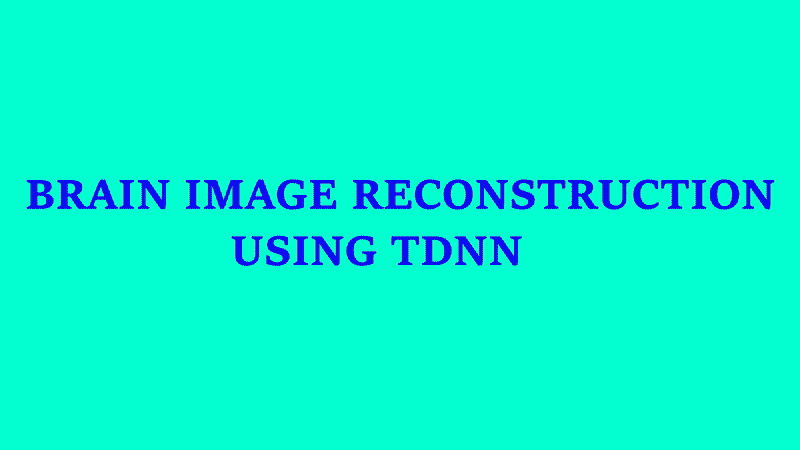 BRAIN IMAGE RECONSTRUCTION
USING TDNN